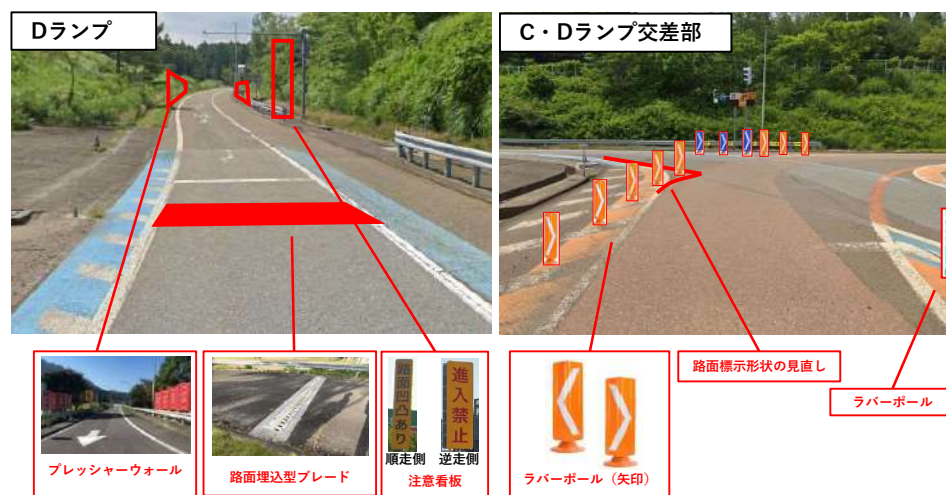 Dランプ
C・Dランプ交差部
プレッシャーウォール
路面埋込型ブレード
路面凹凸あり
進入禁止
順走側
逆走側
注意看板
路面標示形状の見直し
ラバーポール（矢印）
ラバーポール